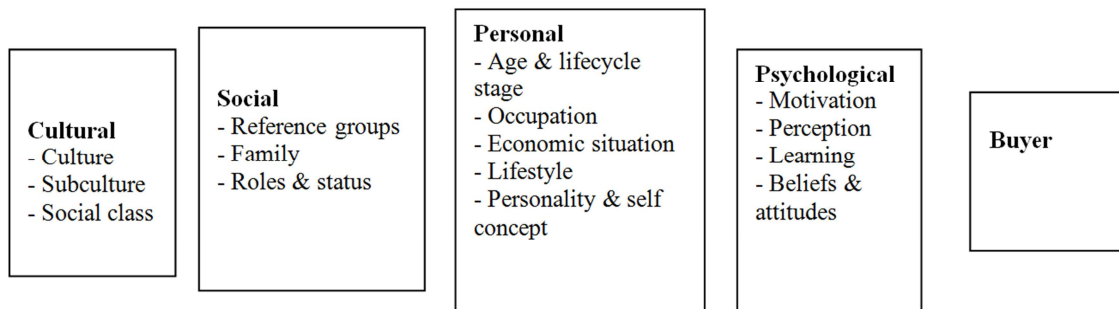 Cultural
- Culture
- Subculture
- Social class
Social
- Reference groups
- Family
- Roles & status
Personal
- Age & lifecycle
stage
- Occupation
- Economic situation
- Lifestyle
- Personality & self
concept
Psychological
- Motivation
- Perception
- Learning
- Beliefs &
attitudes
Buyer